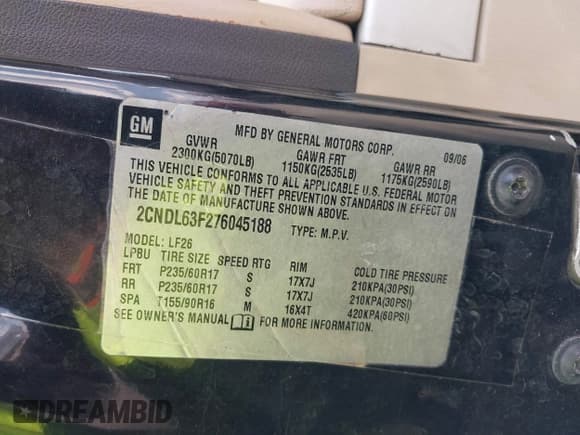 GM
MFD BY GENERAL MOTORS CORP. 09/06
GVWR GAWR FRT GAWR RR
2300KG(5070LB) 1150KG(2535LB) 1175KG(2590LB)
THIS VEHICLE CONFORMS TO ALL APPLICABLE U.S. FEDERAL MOTOR
VEHICLE SAFETY AND THEFT PREVENTION STANDARDS IN EFFECT ON
THE DATE OF MANUFACTURE SHOWN ABOVE.
2CNDL63F276045188 TYPE: M.P.V.
MODEL: LF26
LPBU TIRE SIZE SPEED RTG RIM COLD TIRE PRESSURE
FRT P235/60R17 S 17X7J 210KPA(30PSI)
RR P235/60R17 S 17X7J 210KPA(30PSI)
SPA T155/90R16 M 16X4T 420KPA(60PSI)
SEE OWNER'S MANUAL FOR MORE INFORMATION.
DREAMBID